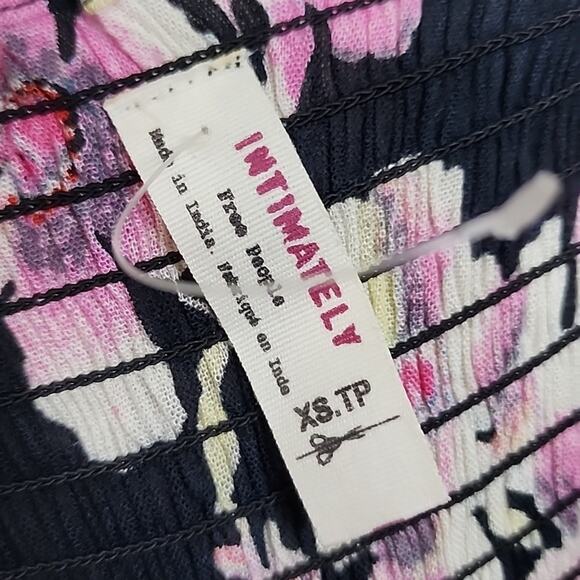 INTIMATELY
Free People
Made in India. Fabriqué en Inde
XS.TP